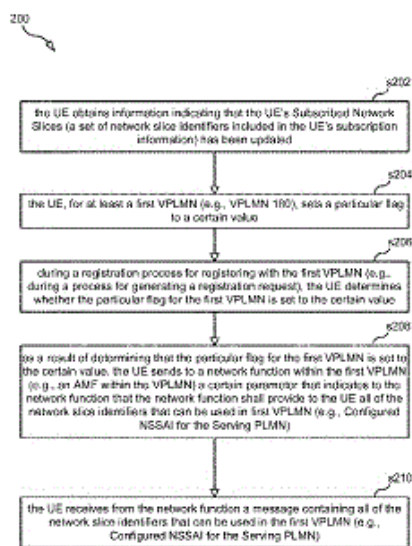 200
s202
the UE obtains information indicating that the UE's Subscribed Network
Slices (a set of network slice identifiers included in the UE's subscription
information) has been updated
s204
the UE, for at least a first VPLMN (e.g., VPLMN 180), sets a particular flag
to a certain value
s206
during a registration process for registering with the first VPLMN (e.g.,
during a process for generating a registration request), the UE determines
whether the particular flag for the first VPLMN is set to the certain value
s208
as a result of determining that the particular flag for the first VPLMN is set to
the certain value, the UE sends to a network function within the first VPLMN
(e.g., an AMF within the VPLMN) a certain parameter that indicates to the
network function that the network function shall provide to the UE all of the
network slice identifiers that can be used in first VPLMN (e.g., Configured
NSSAI for the Serving PLMN)
s210
the UE receives from the network function a message containing all of the
network slice identifiers that can be used in the first VPLMN (e.g.,
Configured NSSAI for the Serving PLMN)